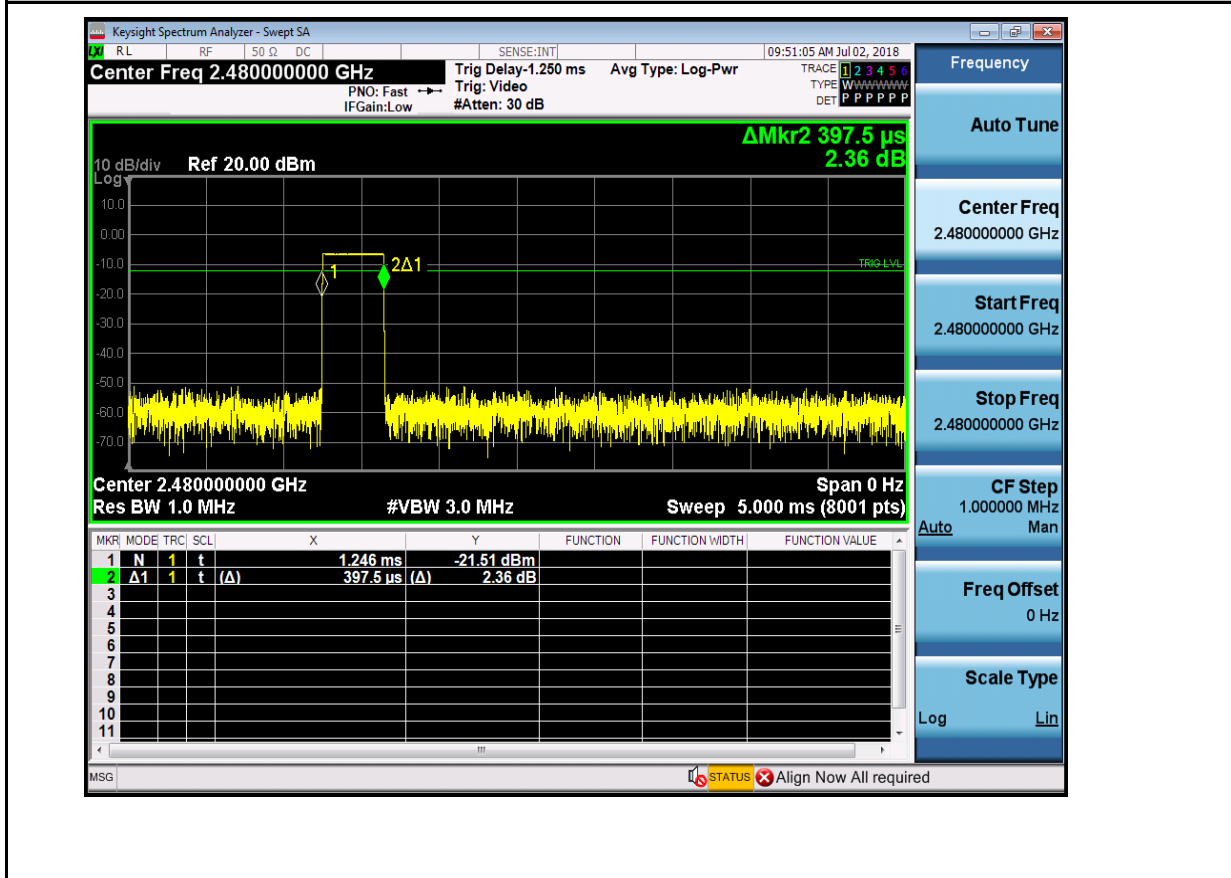 Keysight Spectrum Analyzer - Swept SA
LXI RL RF 50 Ω DC SENSE:INT 09:51:05 AM Jul 02, 2018
Center Freq 2.480000000 GHz
PNO: Fast
IFGain:Low
Trig Delay-1.250 ms
Trig: Video
#Atten: 30 dB
Avg Type: Log-Pwr
TRACE 1 2 3 4 5 6
TYPE WWWWWW
DET P P P P P P
ΔMkr2 397.5 µs
2.36 dB
10 dB/div Ref 20.00 dBm
Log
10.0
0.00
-10.0
-20.0
-30.0
-40.0
-50.0
-60.0
-70.0
1
2Δ1
TRIG LVL
Center 2.480000000 GHz Span 0 Hz
Res BW 1.0 MHz #VBW 3.0 MHz Sweep 5.000 ms (8001 pts)
MKR MODE TRC SCL X Y FUNCTION FUNCTION WIDTH FUNCTION VALUE
1 N 1 t 1.246 ms -21.51 dBm
2 Δ1 1 t (Δ) 397.5 µs (Δ) 2.36 dB
3
4
5
6
7
8
9
10
11
MSG STATUS Align Now All required
Frequency
Auto Tune
Center Freq
2.480000000 GHz
Start Freq
2.480000000 GHz
Stop Freq
2.480000000 GHz
CF Step
1.000000 MHz
Auto Man
Freq Offset
0 Hz
Scale Type
Log Lin